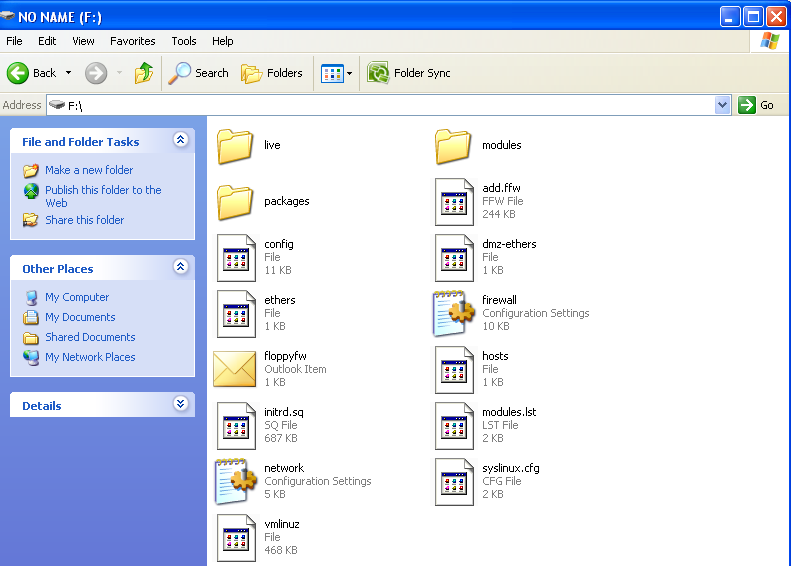 NO NAME (F:)
File Edit View Favorites Tools Help
Back Search Folders Folder Sync
Address F:\ Go
File and Folder Tasks
Make a new folder
Publish this folder to the
Web
Share this folder
Other Places
My Computer
My Documents
Shared Documents
My Network Places
Details
live
modules
packages
add.ffw
FFW File
244 KB
config
File
11 KB
dmz-ethers
File
1 KB
ethers
File
1 KB
firewall
Configuration Settings
10 KB
floppyfw
Outlook Item
1 KB
hosts
File
1 KB
initrd.sq
SQ File
687 KB
modules.lst
LST File
2 KB
network
Configuration Settings
5 KB
syslinux.cfg
CFG File
2 KB
vmlinuz
File
468 KB